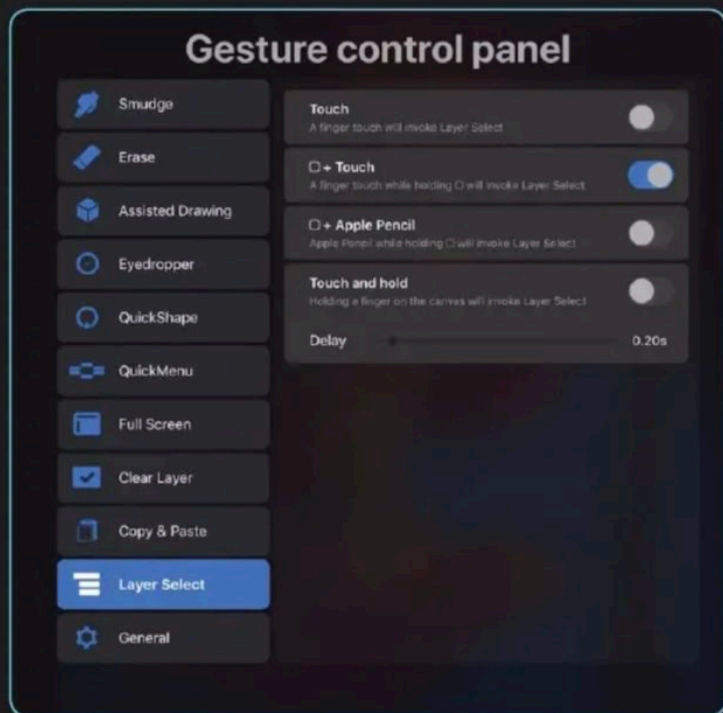 Gesture control panel
Smudge
Erase
Assisted Drawing
Eyedropper
QuickShape
QuickMenu
Full Screen
Clear Layer
Copy & Paste
Layer Select
General
Touch
A finger touch will invoke Layer Select
▢ + Touch
A finger touch while holding ▢ will invoke Layer Select
▢ + Apple Pencil
Apple Pencil while holding ▢ will invoke Layer Select
Touch and hold
Holding a finger on the canvas will invoke Layer Select
Delay 0.20s